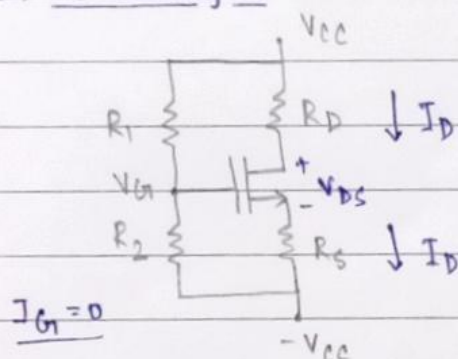 VCC
R1
RD
↓ ID
VG
+
VDS
-
R2
RS
↓ ID
IG = 0
-VCC